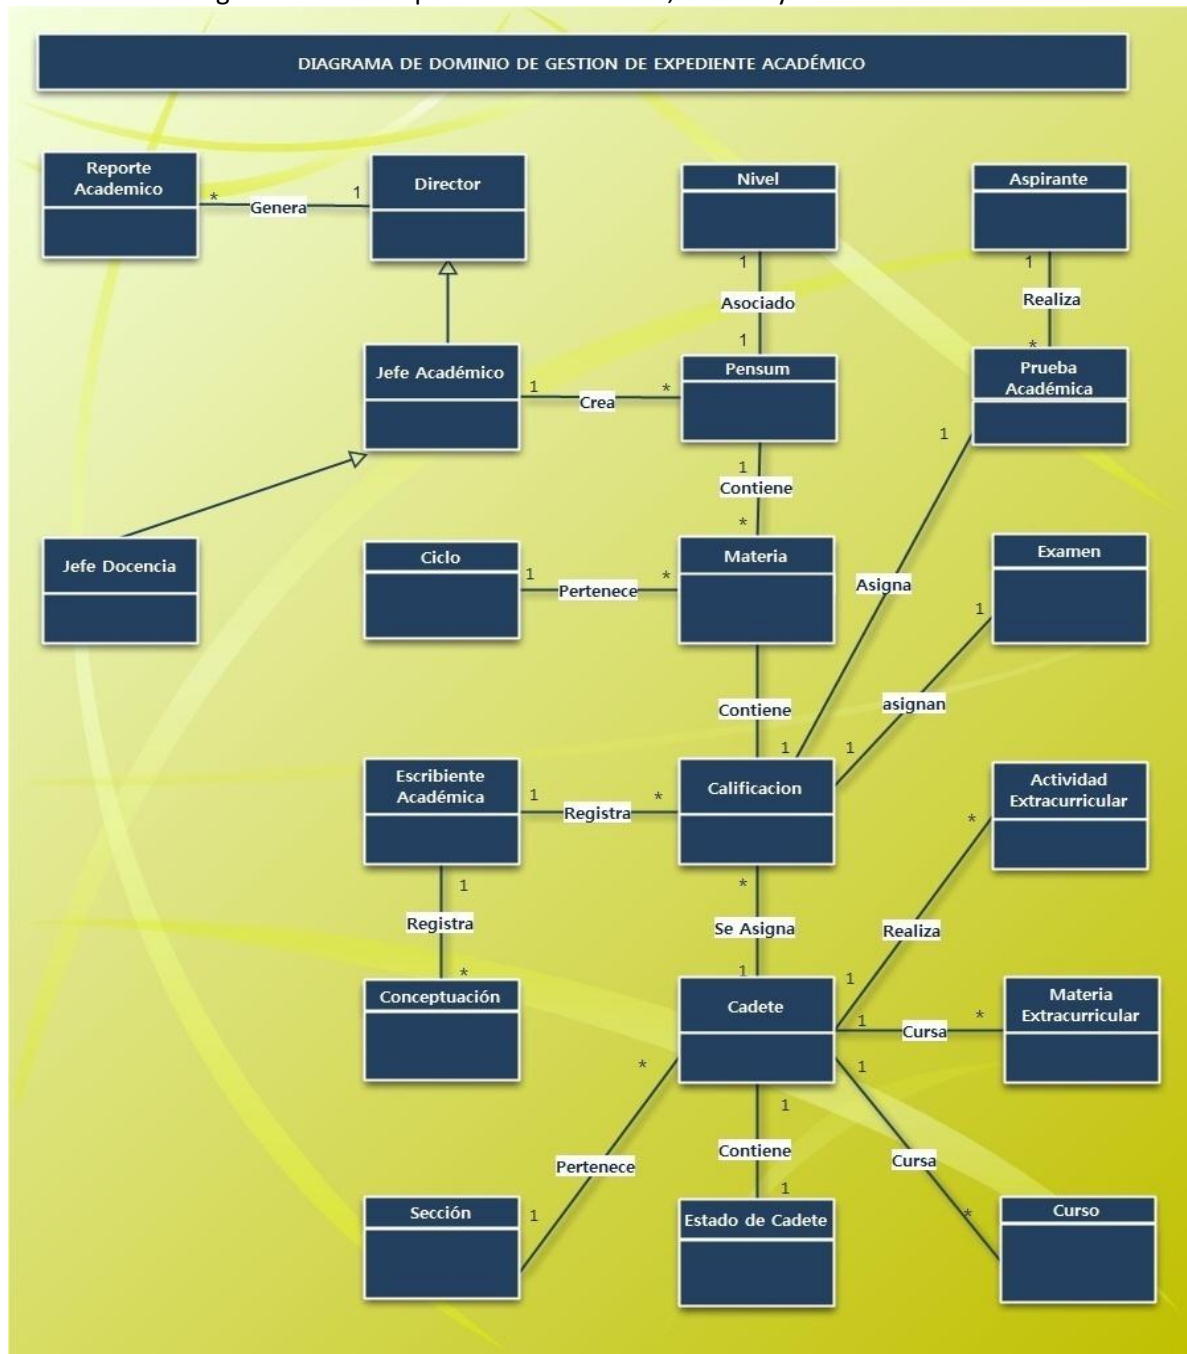 DIAGRAMA DE DOMINIO DE GESTION DE EXPEDIENTE ACADÉMICO
Reporte
Academico
*
Genera
1
Director
Nivel
Aspirante
1
Asociado
1
1
Realiza
*
Jefe Académico
1
Crea
*
Pensum
Prueba
Académica
1
1
Contiene
*
Jefe Docencia
Ciclo
1
Pertenece
*
Materia
Examen
Asigna
1
Contiene
asignan
1
1
Escribiente
Académica
1
Registra
*
Calificacion
Actividad
Extracurricular
*
1
Registra
*
*
Se Asigna
1
Realiza
1
Conceptuación
Cadete
1
Cursa
*
Materia
Extracurricular
*
Pertenece
1
1
Contiene
1
1
Cursa
*
Sección
Estado de Cadete
Curso